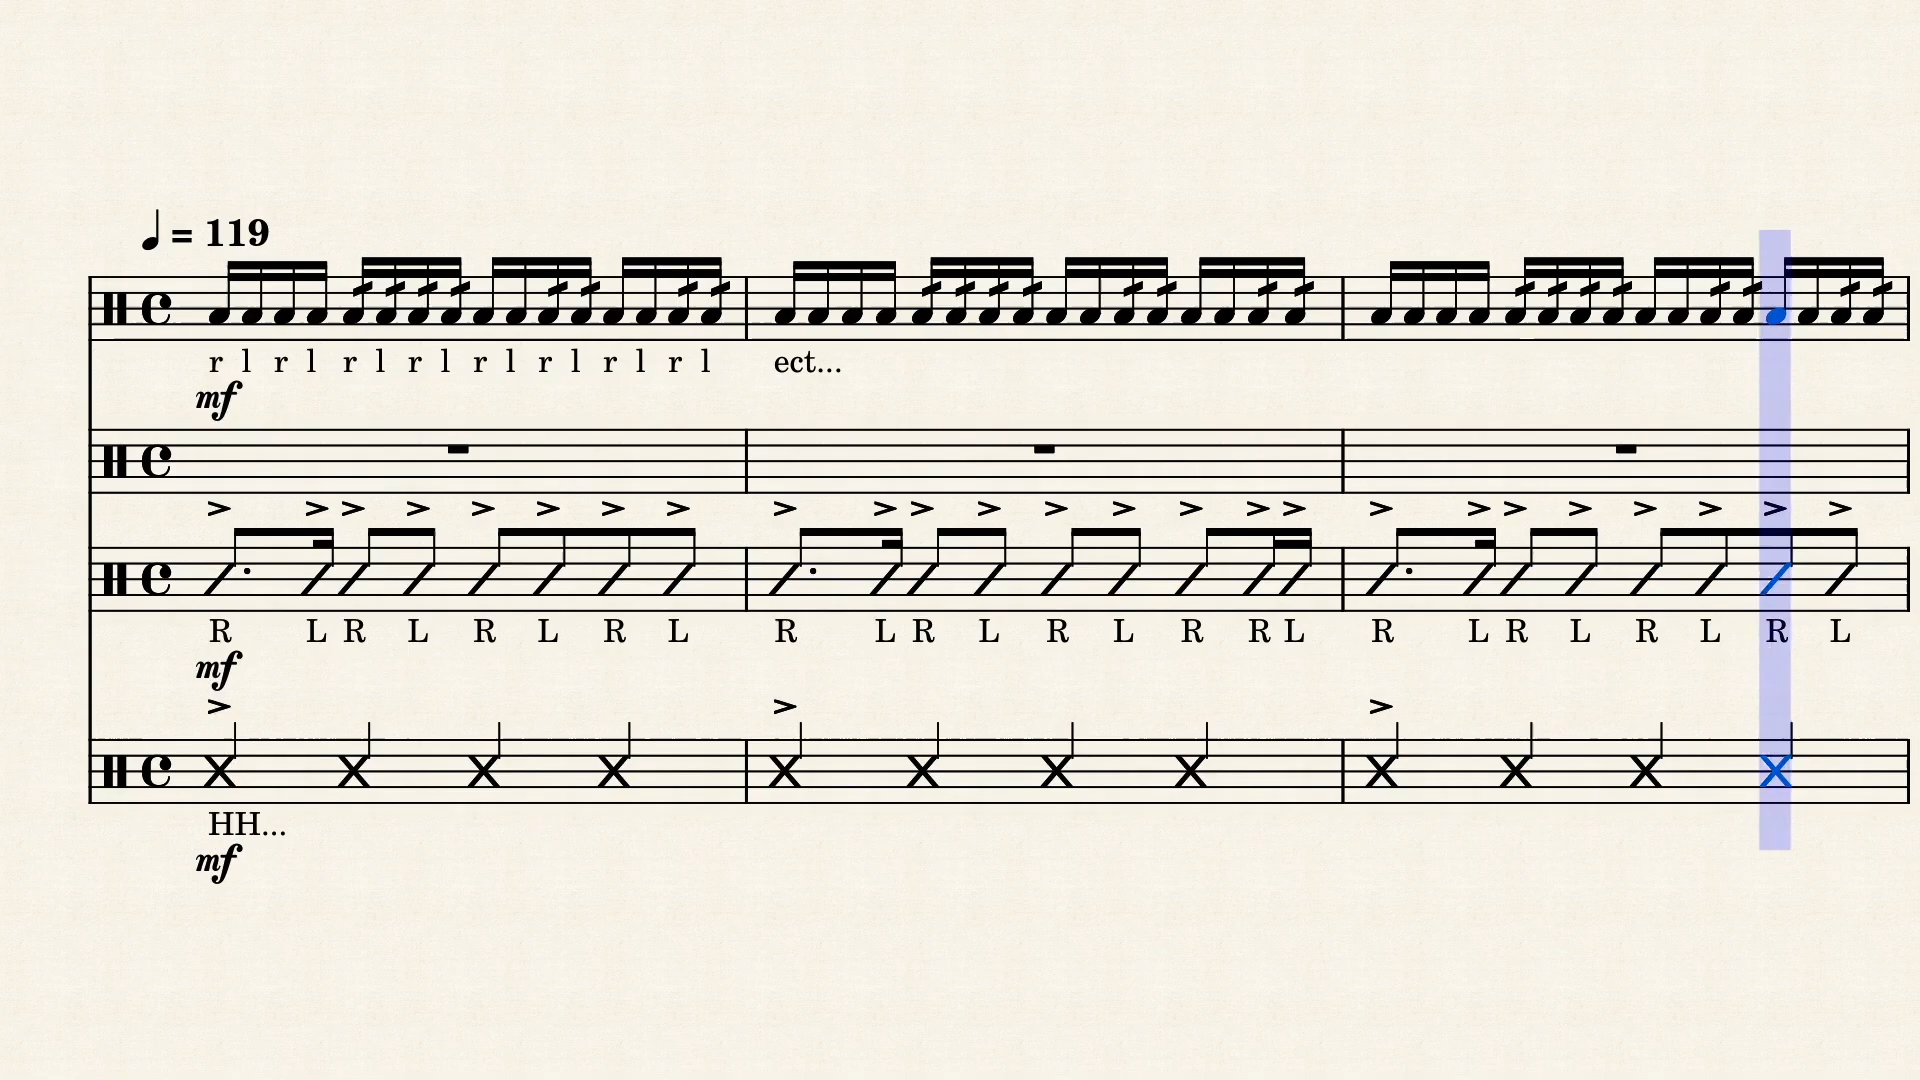 = 119
r l r l r l r l r l r l r l r l ect...
mf
R L R L R L R L R L R L R L R R L R L R L R L R L
mf
HH...
mf